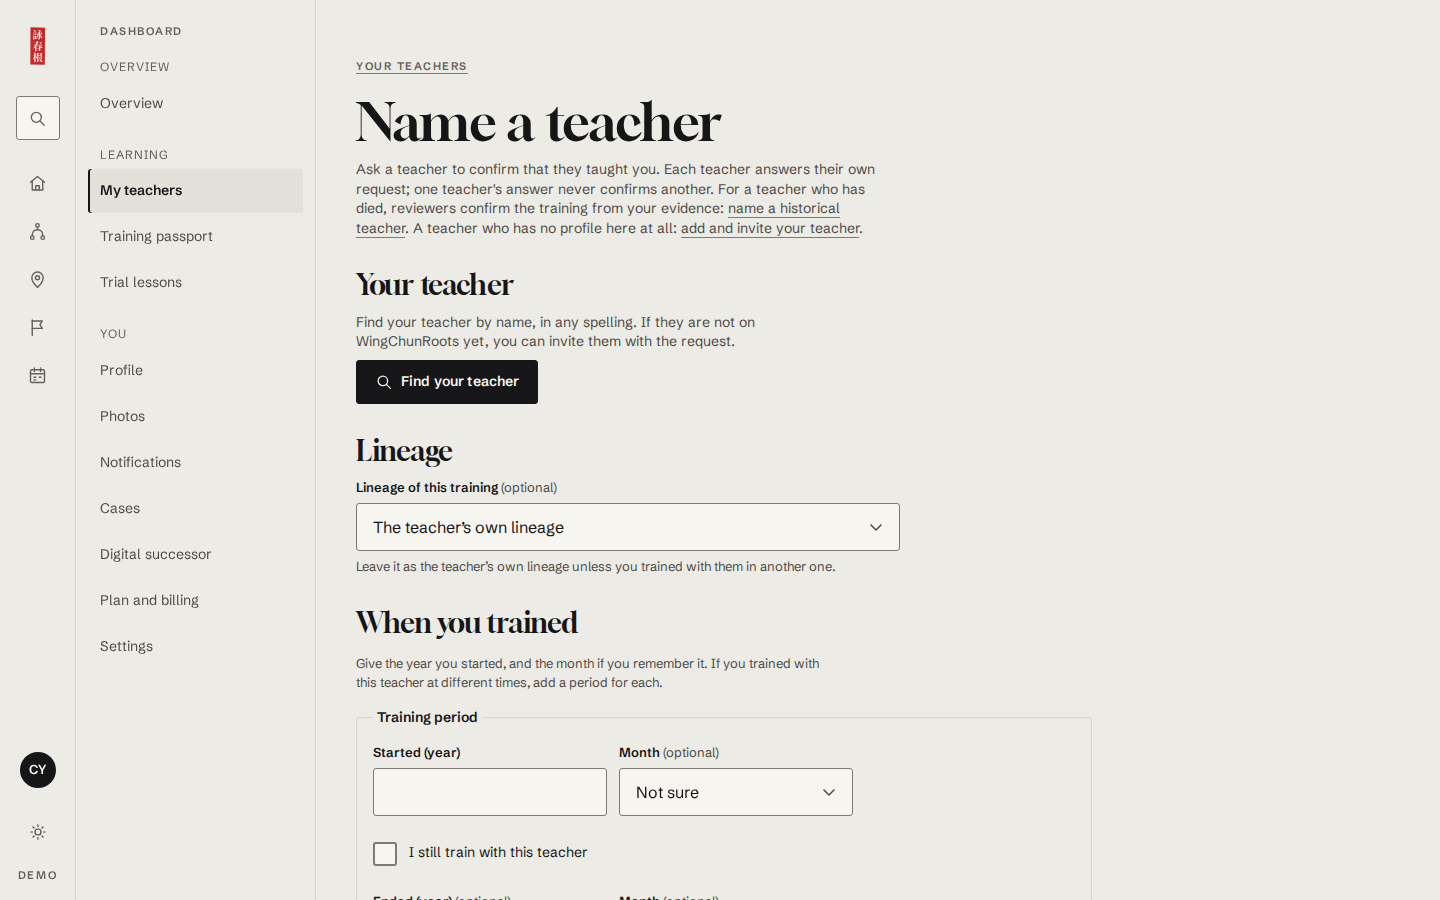 詠春根
DASHBOARD
OVERVIEW
Overview
LEARNING
My teachers
Training passport
Trial lessons
YOU
Profile
Photos
Notifications
Cases
Digital successor
Plan and billing
Settings
CY
DEMO
YOUR TEACHERS
Name a teacher
Ask a teacher to confirm that they taught you. Each teacher answers their own
request; one teacher's answer never confirms another. For a teacher who has
died, reviewers confirm the training from your evidence: name a historical
teacher. A teacher who has no profile here at all: add and invite your teacher.
Your teacher
Find your teacher by name, in any spelling. If they are not on
WingChunRoots yet, you can invite them with the request.
Find your teacher
Lineage
Lineage of this training (optional)
The teacher’s own lineage
Leave it as the teacher’s own lineage unless you trained with them in another one.
When you trained
Give the year you started, and the month if you remember it. If you trained with
this teacher at different times, add a period for each.
Training period
Started (year) Month (optional)
Not sure
I still train with this teacher
Ended (year) (optional) Month (optional)